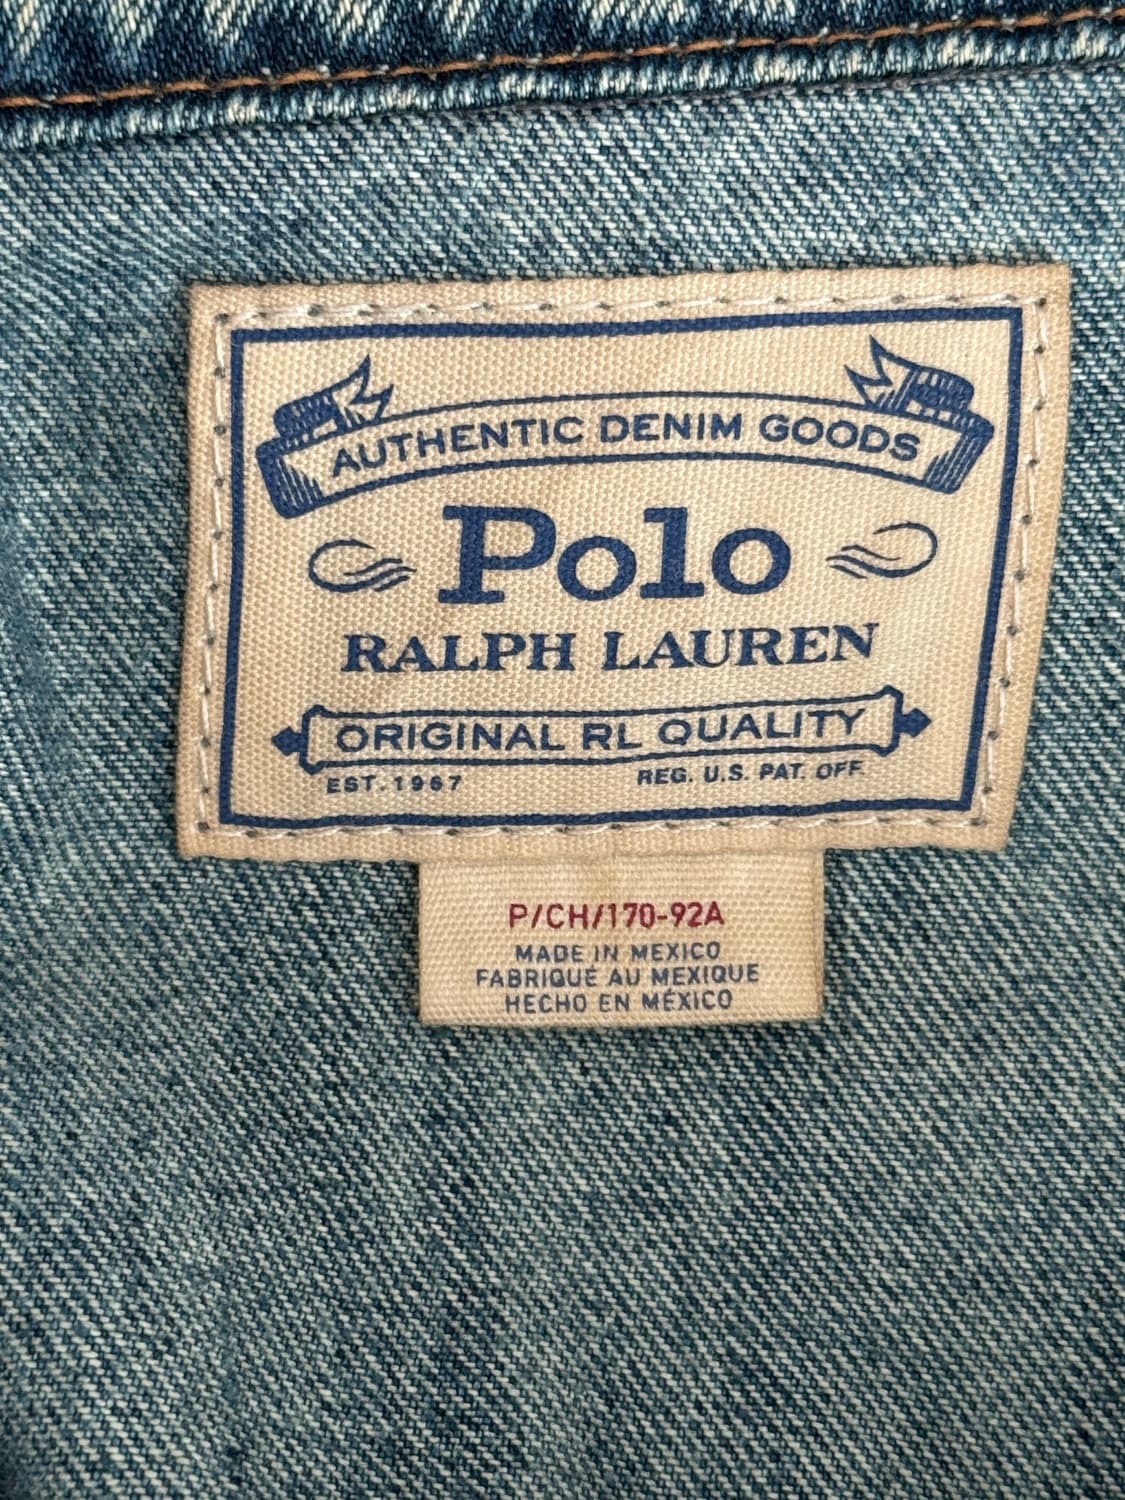 AUTHENTIC DENIM GOODS
Polo
RALPH LAUREN
ORIGINAL RL QUALITY
EST. 1967 REG. U.S. PAT. OFF.
P/CH/170-92A
MADE IN MEXICO
FABRIQUÉ AU MEXIQUE
HECHO EN MÉXICO